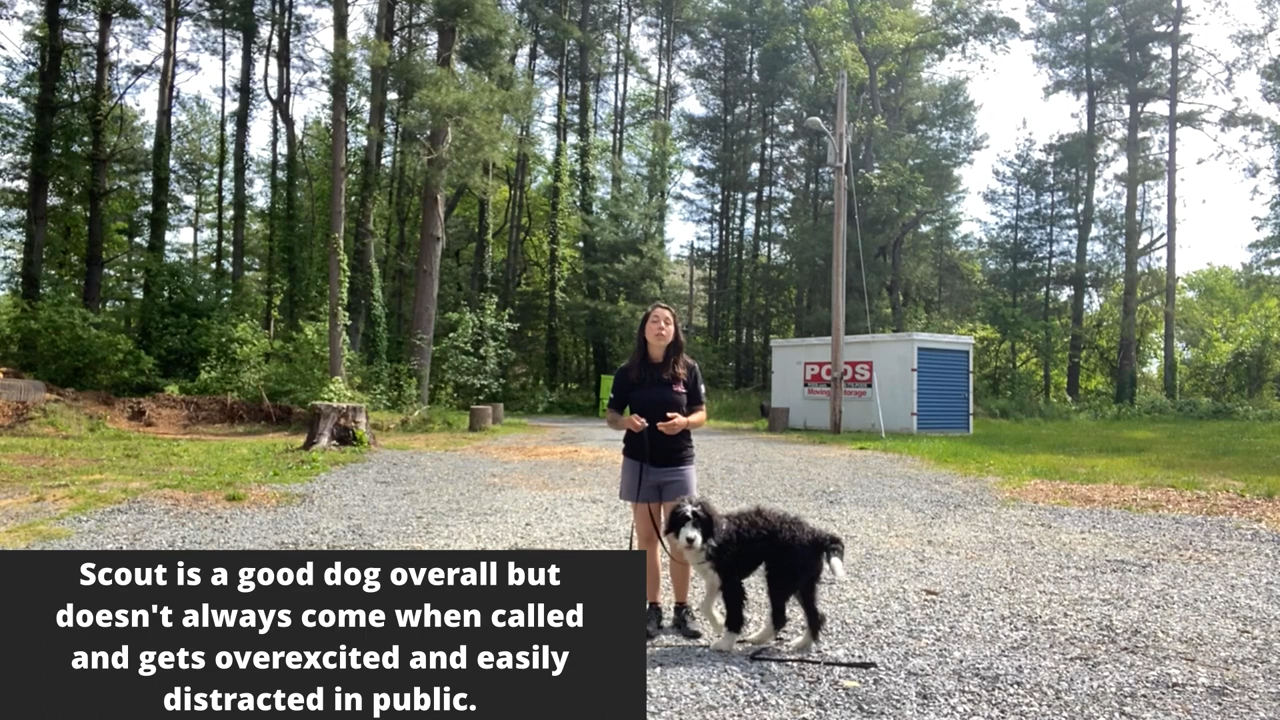 PODS
Moving Storage
Scout is a good dog overall but
doesn't always come when called
and gets overexcited and easily
distracted in public.